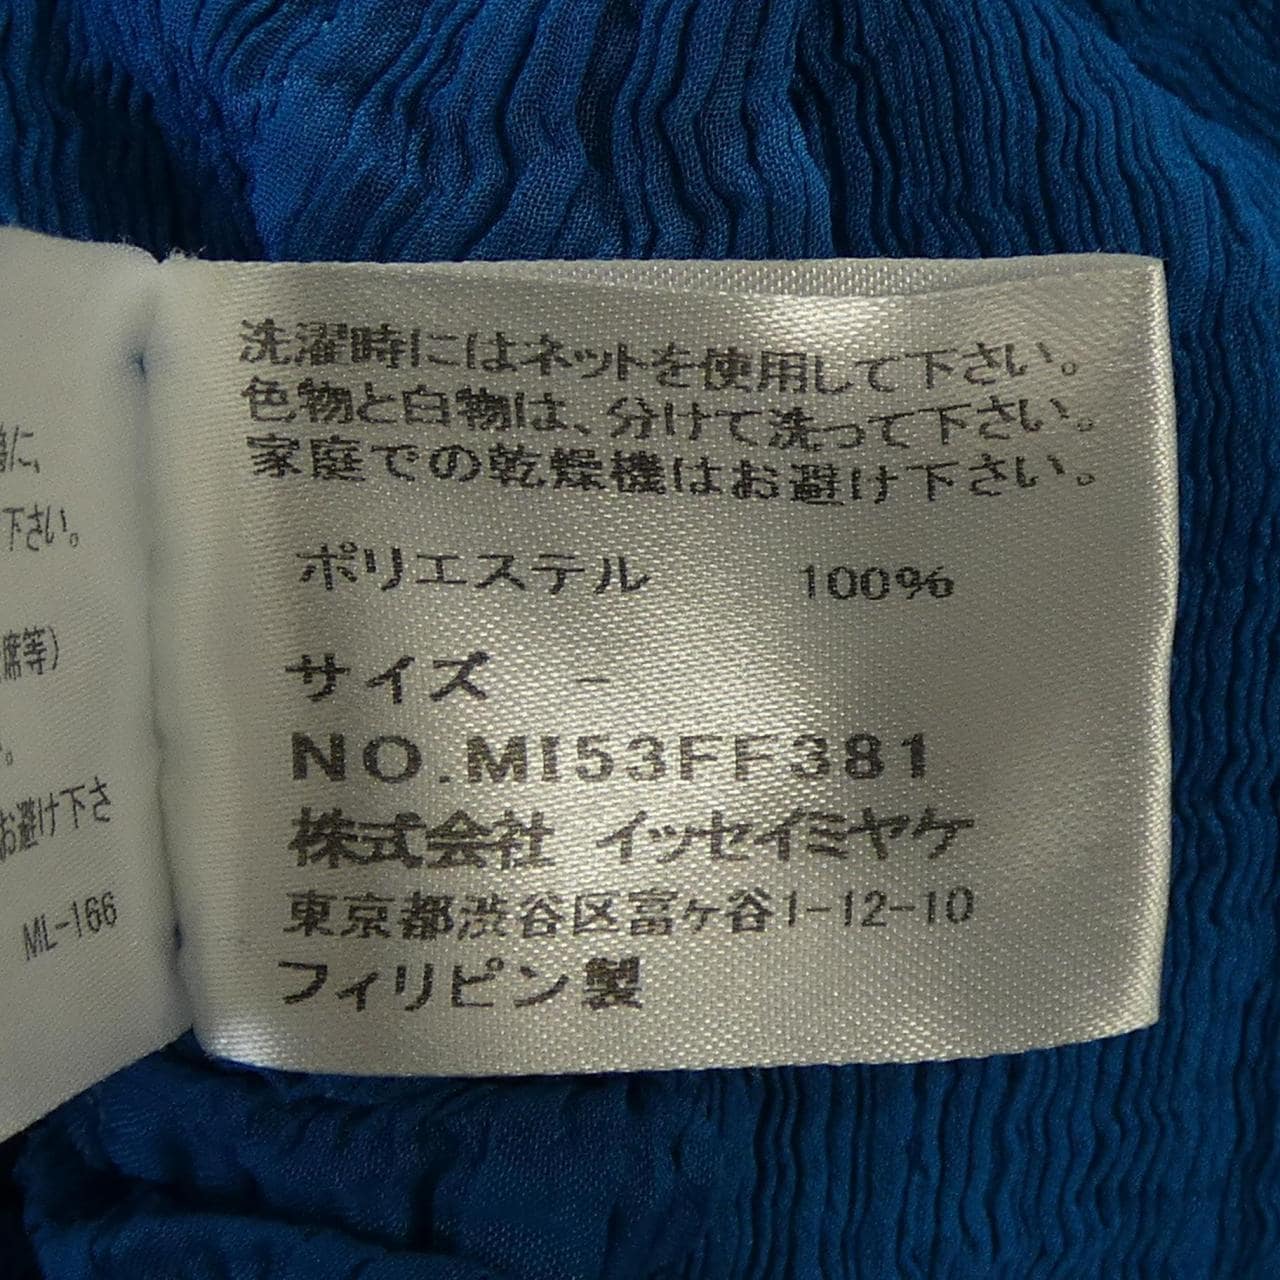 洗濯時にはネットを使用して下さい。
色物と白物は、分けて洗って下さい。
家庭での乾燥機はお避け下さい。
ポリエステル 100%
サイズ -
NO.MI53FF381
株式会社 イッセイミヤケ
東京都渋谷区富ヶ谷1-12-10
フィリピン製
に、
下さい。
席等)
。
お避け下さ
ML-166